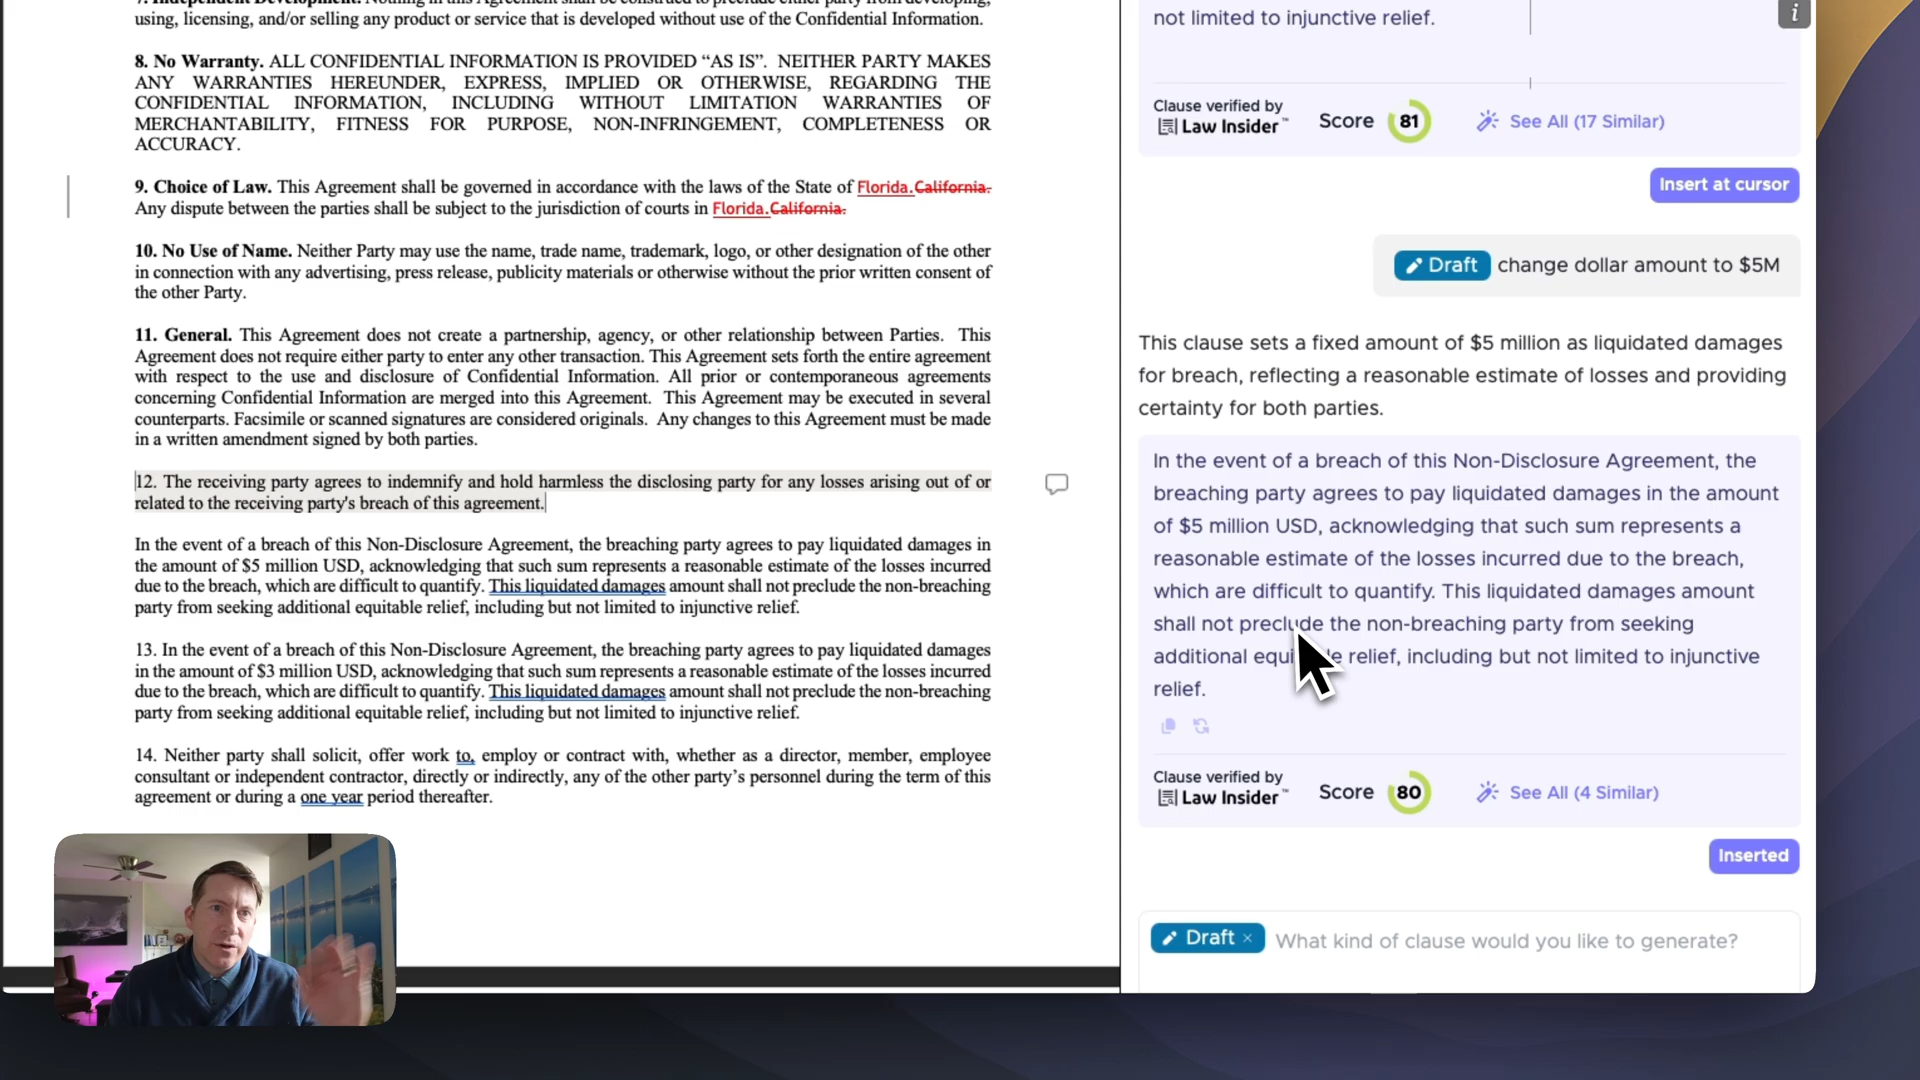 7. Independent Development. Nothing in this Agreement shall be construed to preclude either party from developing,
using, licensing, and/or selling any product or service that is developed without use of the Confidential Information.
8. No Warranty. ALL CONFIDENTIAL INFORMATION IS PROVIDED “AS IS”. NEITHER PARTY MAKES
ANY WARRANTIES HEREUNDER, EXPRESS, IMPLIED OR OTHERWISE, REGARDING THE
CONFIDENTIAL INFORMATION, INCLUDING WITHOUT LIMITATION WARRANTIES OF
MERCHANTABILITY, FITNESS FOR PURPOSE, NON-INFRINGEMENT, COMPLETENESS OR
ACCURACY.
9. Choice of Law. This Agreement shall be governed in accordance with the laws of the State of Florida.California.
Any dispute between the parties shall be subject to the jurisdiction of courts in Florida.California.
10. No Use of Name. Neither Party may use the name, trade name, trademark, logo, or other designation of the other
in connection with any advertising, press release, publicity materials or otherwise without the prior written consent of
the other Party.
11. General. This Agreement does not create a partnership, agency, or other relationship between Parties. This
Agreement does not require either party to enter any other transaction. This Agreement sets forth the entire agreement
with respect to the use and disclosure of Confidential Information. All prior or contemporaneous agreements
concerning Confidential Information are merged into this Agreement. This Agreement may be executed in several
counterparts. Facsimile or scanned signatures are considered originals. Any changes to this Agreement must be made
in a written amendment signed by both parties.
12. The receiving party agrees to indemnify and hold harmless the disclosing party for any losses arising out of or
related to the receiving party's breach of this agreement.
In the event of a breach of this Non-Disclosure Agreement, the breaching party agrees to pay liquidated damages in
the amount of $5 million USD, acknowledging that such sum represents a reasonable estimate of the losses incurred
due to the breach, which are difficult to quantify. This liquidated damages amount shall not preclude the non-breaching
party from seeking additional equitable relief, including but not limited to injunctive relief.
13. In the event of a breach of this Non-Disclosure Agreement, the breaching party agrees to pay liquidated damages
in the amount of $3 million USD, acknowledging that such sum represents a reasonable estimate of the losses incurred
due to the breach, which are difficult to quantify. This liquidated damages amount shall not preclude the non-breaching
party from seeking additional equitable relief, including but not limited to injunctive relief.
14. Neither party shall solicit, offer work to, employ or contract with, whether as a director, member, employee
consultant or independent contractor, directly or indirectly, any of the other party’s personnel during the term of this
agreement or during a one year period thereafter.
not limited to injunctive relief.
i
Clause verified by
Law Insider™
Score 81
See All (17 Similar)
Insert at cursor
Draft change dollar amount to $5M
This clause sets a fixed amount of $5 million as liquidated damages
for breach, reflecting a reasonable estimate of losses and providing
certainty for both parties.
In the event of a breach of this Non-Disclosure Agreement, the
breaching party agrees to pay liquidated damages in the amount
of $5 million USD, acknowledging that such sum represents a
reasonable estimate of the losses incurred due to the breach,
which are difficult to quantify. This liquidated damages amount
shall not preclude the non-breaching party from seeking
additional equitable relief, including but not limited to injunctive
relief.
Clause verified by
Law Insider™
Score 80
See All (4 Similar)
Inserted
Draft × What kind of clause would you like to generate?